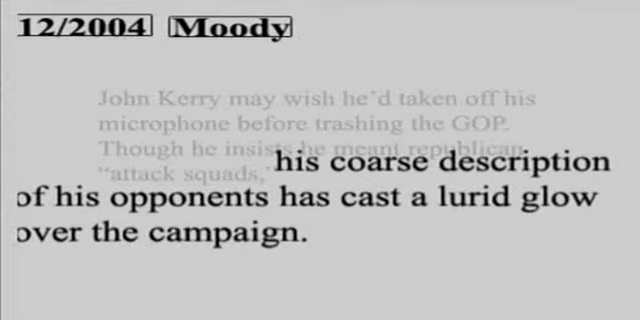 12/2004 Moody
John Kerry may wish he'd taken off his
microphone before trashing the GOP.
Though he insists he meant republican
"attack squads," his coarse description
of his opponents has cast a lurid glow
over the campaign.